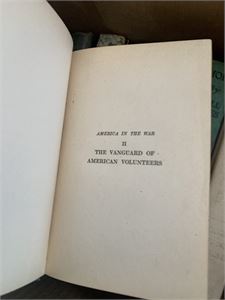 AMERICA IN THE WAR
II
THE VANGUARD OF
AMERICAN VOLUNTEERS